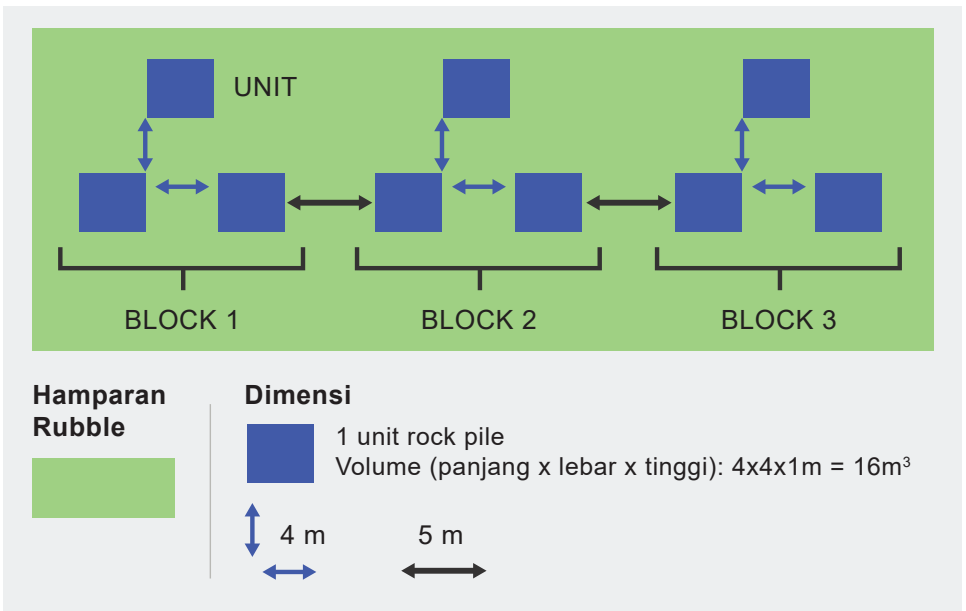 UNIT
BLOCK 1
BLOCK 2
BLOCK 3
Hamparan
Rubble
Dimensi
1 unit rock pile
Volume (panjang x lebar x tinggi): 4x4x1m = 16m³
4 m
5 m